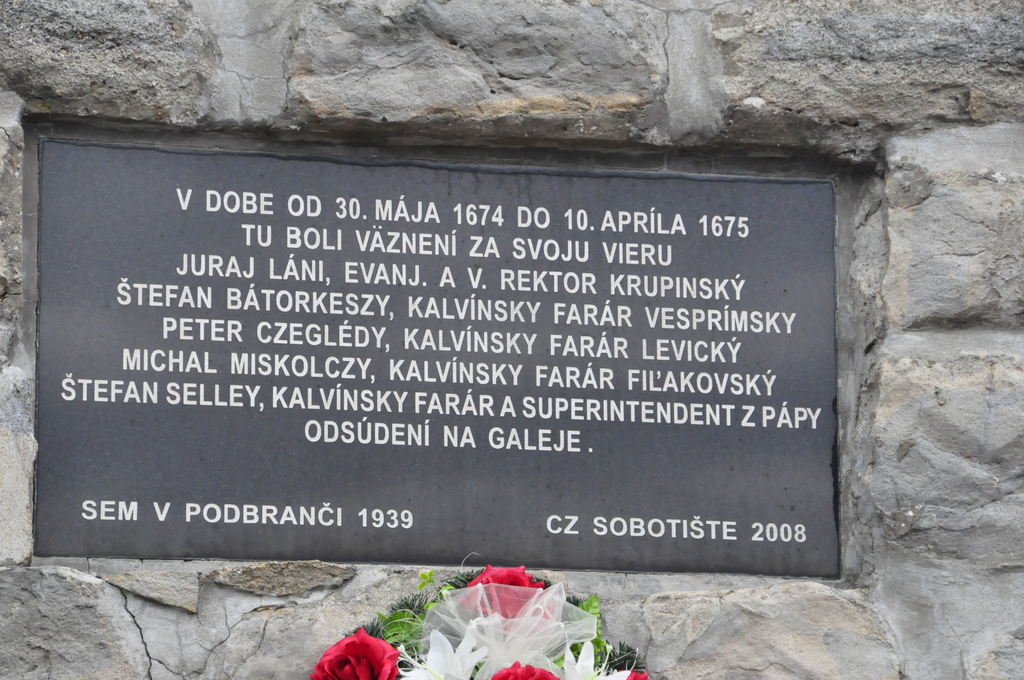 V DOBE OD 30. MÁJA 1674 DO 10. APRÍLA 1675
TU BOLI VÄZNENÍ ZA SVOJU VIERU
JURAJ LÁNI, EVANJ. A V. REKTOR KRUPINSKÝ
ŠTEFAN BÁTORKESZY, KALVÍNSKY FARÁR VESPRÍMSKY
PETER CZEGLÉDY, KALVÍNSKY FARÁR LEVICKÝ
MICHAL MISKOLCZY, KALVÍNSKY FARÁR FIĽAKOVSKÝ
ŠTEFAN SELLEY, KALVÍNSKY FARÁR A SUPERINTENDENT Z PÁPY
ODSÚDENÍ NA GALEJE.
SEM V PODBRANČI 1939
CZ SOBOTIŠTE 2008